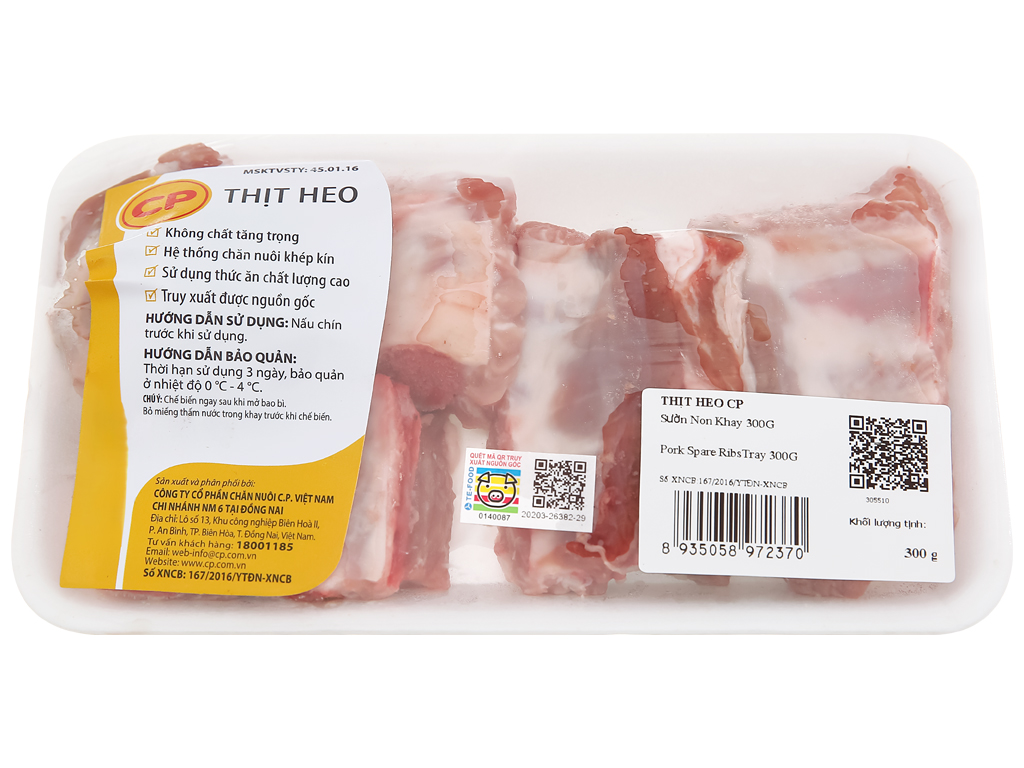 MSKTVSTY: 45.01.16
CP THỊT HEO
Không chất tăng trọng
Hệ thống chăn nuôi khép kín
Sử dụng thức ăn chất lượng cao
Truy xuất được nguồn gốc
HƯỚNG DẪN SỬ DỤNG: Nấu chín
trước khi sử dụng.
HƯỚNG DẪN BẢO QUẢN:
Thời hạn sử dụng 3 ngày, bảo quản
ở nhiệt độ 0 °C - 4 °C.
CHÚ Ý: Chế biến ngay sau khi mở bao bì.
Bỏ miếng thấm nước trong khay trước khi chế biến.
Sản xuất và phân phối bởi:
CÔNG TY CỔ PHẦN CHĂN NUÔI C.P. VIỆT NAM
CHI NHÁNH NM 6 TẠI ĐỒNG NAI
Địa chỉ: Lô số 13, Khu công nghiệp Biên Hoà II,
P. An Bình, TP. Biên Hòa, T. Đồng Nai, Việt Nam.
Tư vấn khách hàng: 18001185
Email: web-info@cp.com.vn
Website: www.cp.com.vn
Số XNCB: 167/2016/YTĐN-XNCB
QUÉT MÃ QR TRUY
XUẤT NGUỒN GỐC
TE-FOOD
0140087 20203-26382-29
THỊT HEO CP
Sườn Non Khay 300G
Pork Spare RibsTray 300G
Số XNCB:167/2016/YTĐN-XNCB
8 935058 972370
305510
Khối lượng tịnh:
300 g